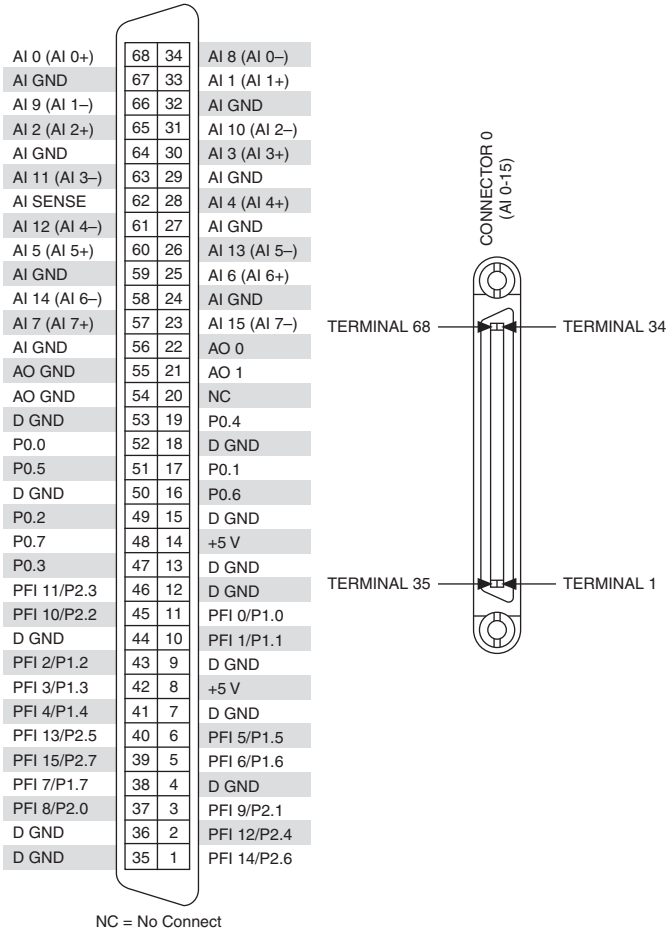 AI 0 (AI 0+) 68 34 AI 8 (AI 0–)
AI GND 67 33 AI 1 (AI 1+)
AI 9 (AI 1–) 66 32 AI GND
AI 2 (AI 2+) 65 31 AI 10 (AI 2–)
AI GND 64 30 AI 3 (AI 3+)
AI 11 (AI 3–) 63 29 AI GND
AI SENSE 62 28 AI 4 (AI 4+)
AI 12 (AI 4–) 61 27 AI GND
AI 5 (AI 5+) 60 26 AI 13 (AI 5–)
AI GND 59 25 AI 6 (AI 6+)
AI 14 (AI 6–) 58 24 AI GND
AI 7 (AI 7+) 57 23 AI 15 (AI 7–)
AI GND 56 22 AO 0
AO GND 55 21 AO 1
AO GND 54 20 NC
D GND 53 19 P0.4
P0.0 52 18 D GND
P0.5 51 17 P0.1
D GND 50 16 P0.6
P0.2 49 15 D GND
P0.7 48 14 +5 V
P0.3 47 13 D GND
PFI 11/P2.3 46 12 D GND
PFI 10/P2.2 45 11 PFI 0/P1.0
D GND 44 10 PFI 1/P1.1
PFI 2/P1.2 43 9 D GND
PFI 3/P1.3 42 8 +5 V
PFI 4/P1.4 41 7 D GND
PFI 13/P2.5 40 6 PFI 5/P1.5
PFI 15/P2.7 39 5 PFI 6/P1.6
PFI 7/P1.7 38 4 D GND
PFI 8/P2.0 37 3 PFI 9/P2.1
D GND 36 2 PFI 12/P2.4
D GND 35 1 PFI 14/P2.6
NC = No Connect
CONNECTOR 0
(AI 0-15)
TERMINAL 68 TERMINAL 34
TERMINAL 35 TERMINAL 1